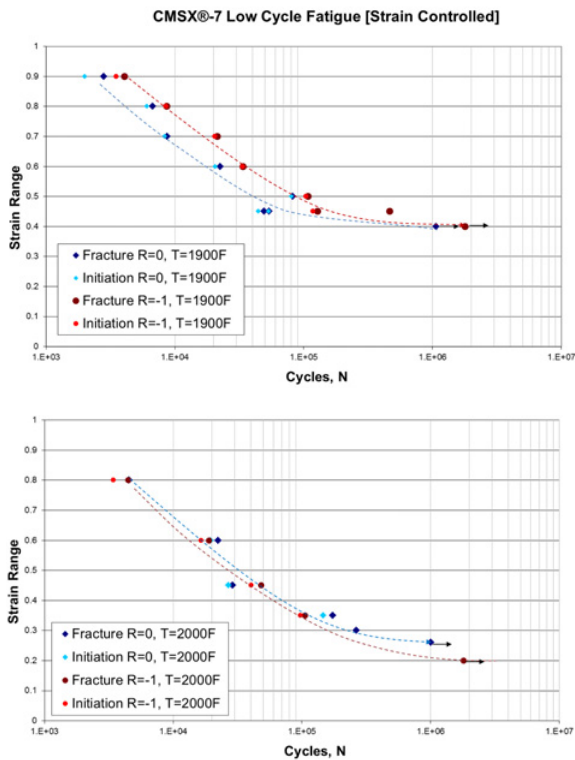 CMSX®-7 Low Cycle Fatigue [Strain Controlled]
1
0.9
0.8
0.7
0.6
0.5
0.4
0.3
0.2
0.1
0
Strain Range
Fracture R=0, T=1900F
Initiation R=0, T=1900F
Fracture R=-1, T=1900F
Initiation R=-1, T=1900F
1.E+03 1.E+04 1.E+05 1.E+06 1.E+07
Cycles, N
1
0.9
0.8
0.7
0.6
0.5
0.4
0.3
0.2
0.1
0
Strain Range
Fracture R=0, T=2000F
Initiation R=0, T=2000F
Fracture R=-1, T=2000F
Initiation R=-1, T=2000F
1.E+03 1.E+04 1.E+05 1.E+06 1.E+07
Cycles, N